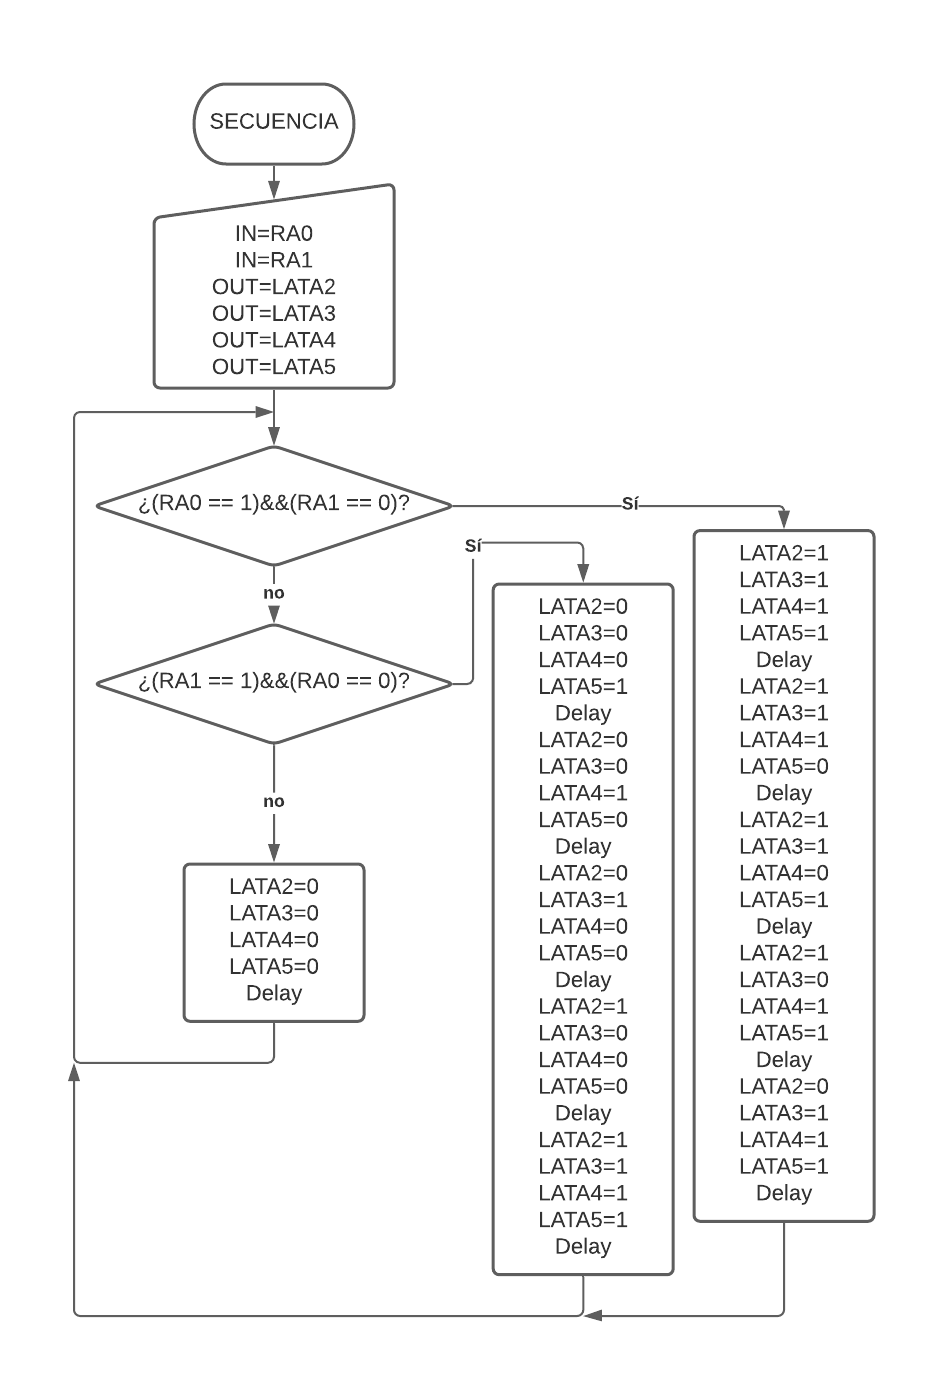 SECUENCIA
IN=RA0
IN=RA1
OUT=LATA2
OUT=LATA3
OUT=LATA4
OUT=LATA5
¿(RA0 == 1)&&(RA1 == 0)?
Sí
no
¿(RA1 == 1)&&(RA0 == 0)?
Sí
no
LATA2=0
LATA3=0
LATA4=0
LATA5=0
Delay
LATA2=0
LATA3=0
LATA4=0
LATA5=1
Delay
LATA2=0
LATA3=0
LATA4=1
LATA5=0
Delay
LATA2=0
LATA3=1
LATA4=0
LATA5=0
Delay
LATA2=1
LATA3=0
LATA4=0
LATA5=0
Delay
LATA2=1
LATA3=1
LATA4=1
LATA5=1
Delay
LATA2=1
LATA3=1
LATA4=1
LATA5=1
Delay
LATA2=1
LATA3=1
LATA4=1
LATA5=0
Delay
LATA2=1
LATA3=1
LATA4=0
LATA5=1
Delay
LATA2=1
LATA3=0
LATA4=1
LATA5=1
Delay
LATA2=0
LATA3=1
LATA4=1
LATA5=1
Delay